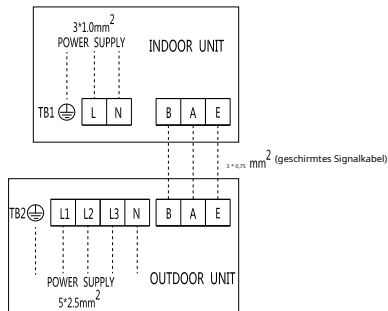 3*1.0mm²
POWER SUPPLY
INDOOR UNIT
TB1 L N B A E
3 * 0,75 mm² (geschirmtes Signalkabel)
TB2 L1 L2 L3 N B A E
POWER SUPPLY
OUTDOOR UNIT
5*2.5mm²